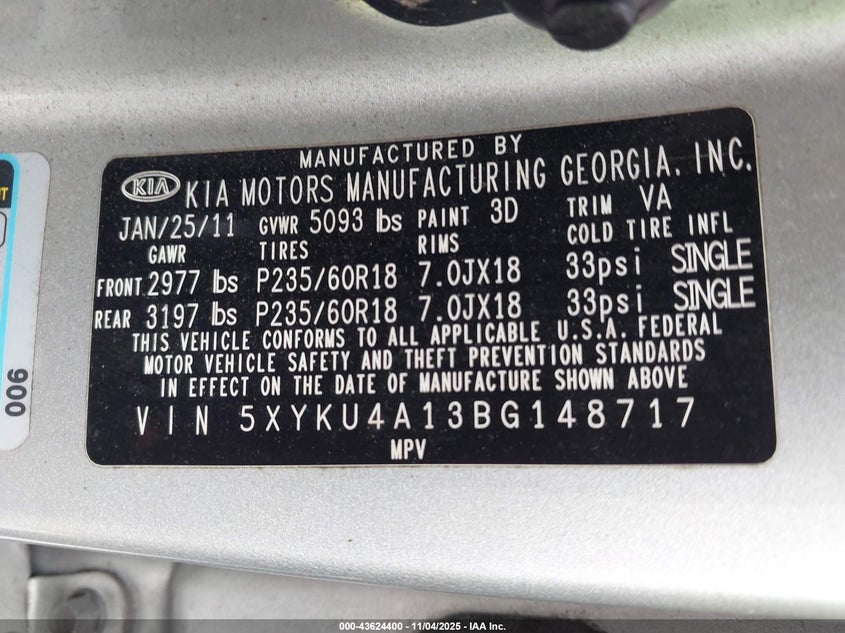 MANUFACTURED BY
KIA KIA MOTORS MANUFACTURING GEORGIA, INC.
JAN/25/11 GVWR 5093 lbs PAINT 3D TRIM VA
GAWR TIRES RIMS COLD TIRE INFL
FRONT 2977 lbs P235/60R18 7.0JX18 33psi SINGLE
REAR 3197 lbs P235/60R18 7.0JX18 33psi SINGLE
THIS VEHICLE CONFORMS TO ALL APPLICABLE U.S.A. FEDERAL
MOTOR VEHICLE SAFETY AND THEFT PREVENTION STANDARDS
IN EFFECT ON THE DATE OF MANUFACTURE SHOWN ABOVE
VIN 5XYKU4A13BG148717
MPV
006
000-43624400 - 11/04/2025 - IAA Inc.